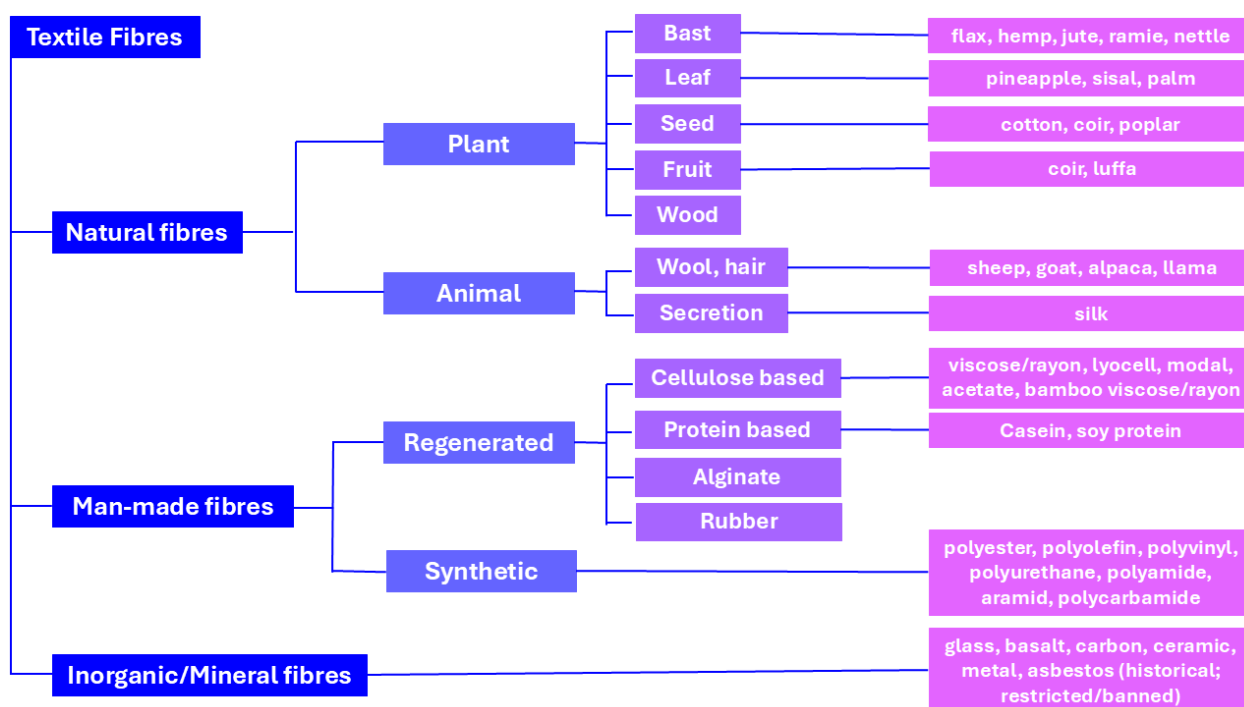 Textile Fibres
Bast
flax, hemp, jute, ramie, nettle
Leaf
pineapple, sisal, palm
Seed
cotton, coir, poplar
Plant
Fruit
coir, luffa
Wood
Natural fibres
Wool, hair
sheep, goat, alpaca, llama
Animal
Secretion
silk
Cellulose based
viscose/rayon, lyocell, modal,
acetate, bamboo viscose/rayon
Protein based
Casein, soy protein
Regenerated
Alginate
Man-made fibres
Rubber
Synthetic
polyester, polyolefin, polyvinyl,
polyurethane, polyamide,
aramid, polycarbamide
Inorganic/Mineral fibres
glass, basalt, carbon, ceramic,
metal, asbestos (historical;
restricted/banned)